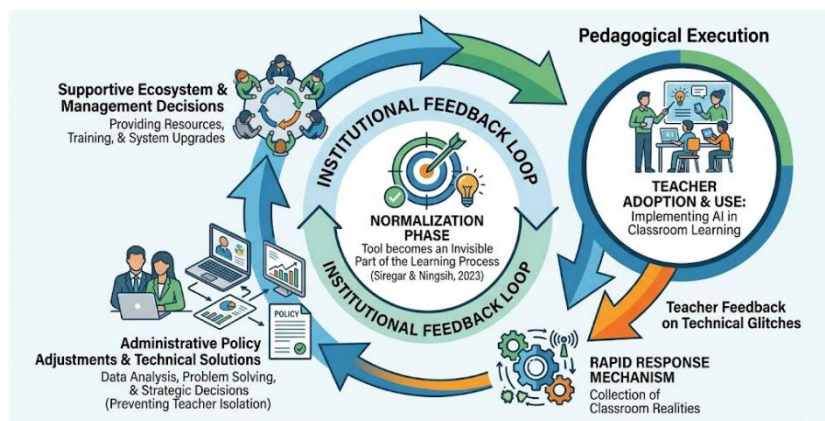 Pedagogical Execution
Supportive Ecosystem &
Management Decisions
Providing Resources,
Training, & System Upgrades
INSTITUTIONAL FEEDBACK LOOP
NORMALIZATION
PHASE
Tool becomes an Invisible
Part of the Learning Process
(Siregar & Ningsih, 2023)
INSTITUTIONAL FEEDBACK LOOP
TEACHER
ADOPTION & USE:
Implementing AI in
Classroom Learning
Teacher Feedback
on Technical Glitches
RAPID RESPONSE
MECHANISM
Collection of
Classroom Realities
POLICY
Administrative Policy
Adjustments & Technical Solutions
Data Analysis, Problem Solving,
& Strategic Decisions
(Preventing Teacher Isolation)